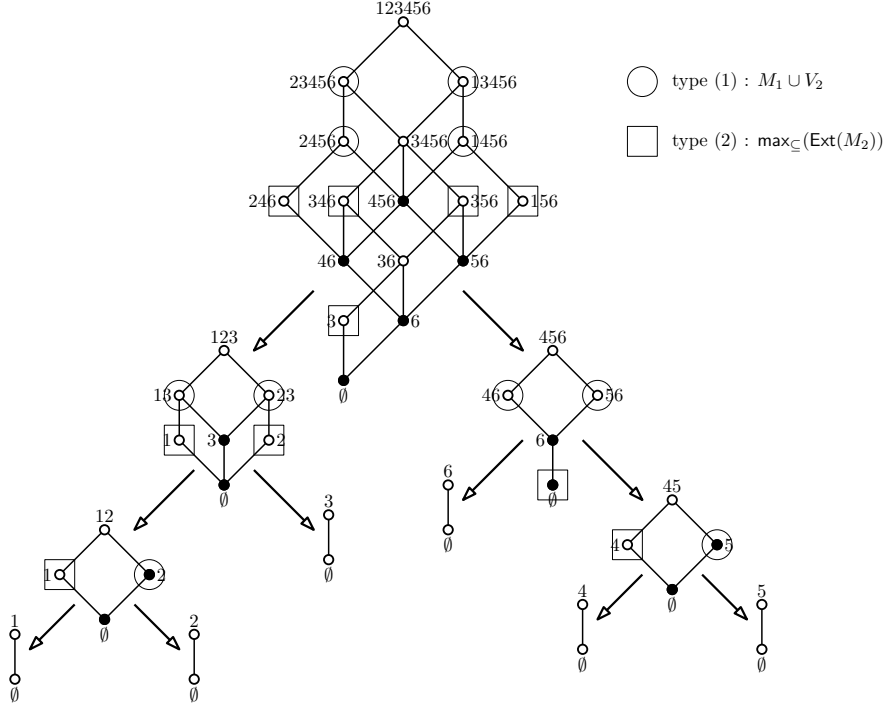 123456
23456 13456
type (1) : M₁ ∪ V₂
2456 3456 1456
type (2) : max⊆(Ext(M₂))
246 346 456 356 156
46 36 56
3 6
∅
123 456
13 23 46 56
1 3 2 6
∅ 6 ∅
3 45
12
∅ ∅ 4 5
1 2
4 5
∅ ∅
1 2
∅ ∅
∅ ∅